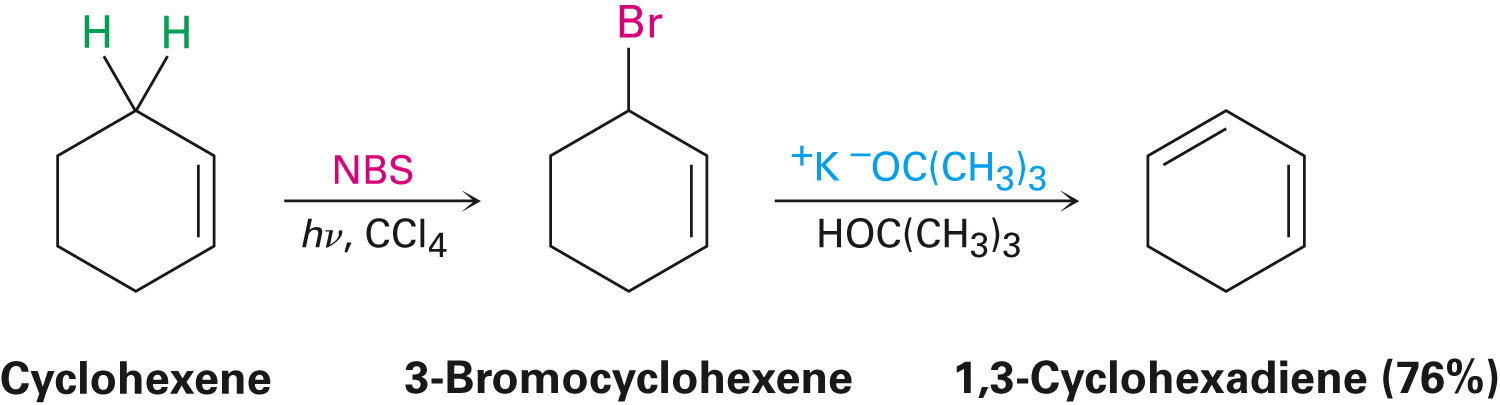 H H
Br
NBS
hν, CCl4
+K −OC(CH3)3
HOC(CH3)3
Cyclohexene
3-Bromocyclohexene
1,3-Cyclohexadiene (76%)